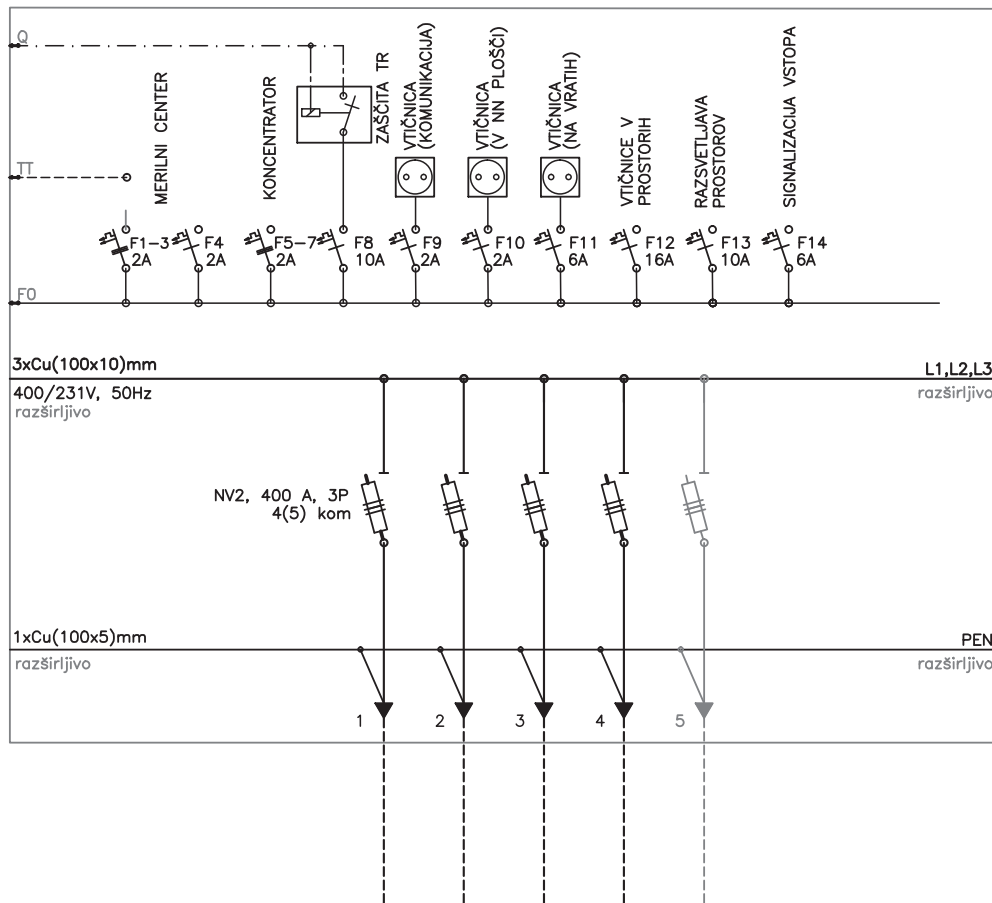 Q
TT
MERILNI CENTER
KONCENTRATOR
ZAŠČITA TR
VTIČNICA
(KOMUNIKACIJA)
VTIČNICA
(V NN PLOŠČI)
VTIČNICA
(NA VRATIH)
VTIČNICE V
PROSTORIH
RAZSVETLJAVA
PROSTOROV
SIGNALIZACIJA VSTOPA
F1-3
2A
F4
2A
F5-7
2A
F8
10A
F9
2A
F10
2A
F11
6A
F12
16A
F13
10A
F14
6A
F0
3xCu(100x10)mm
L1,L2,L3
400/231V, 50Hz
razširljivo
razširljivo
NV2, 400 A, 3P
4(5) kom
1xCu(100x5)mm
PEN
razširljivo
razširljivo
1
2
3
4
5